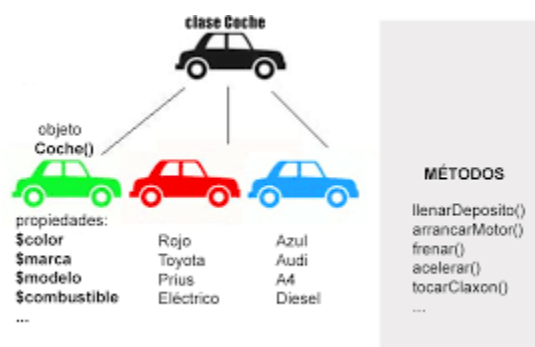 clase Coche
objeto
Coche()
propiedades:
$color
$marca
$modelo
$combustible
...
Rojo
Toyota
Prius
Eléctrico
Azul
Audi
A4
Diesel
MÉTODOS
llenarDeposito()
arrancarMotor()
frenar()
acelerar()
tocarClaxon()
...